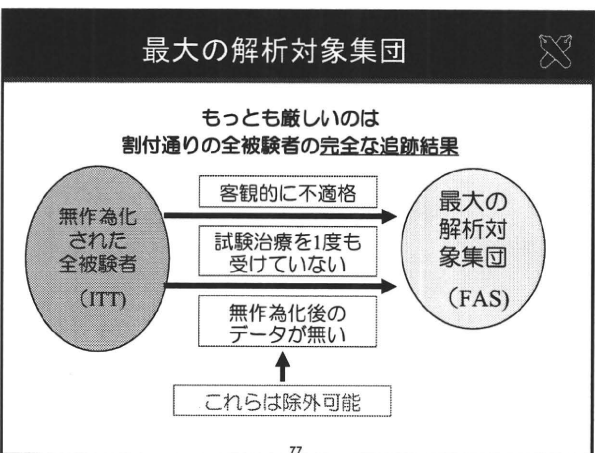 最大の解析対象集団
もっとも厳しいのは
割付通りの全被験者の完全な追跡結果
無作為化
された
全被験者
(ITT)
客観的に不適格
試験治療を1度も
受けていない
無作為化後の
データが無い
これらは除外可能
最大の
解析対
象集団
(FAS)
77